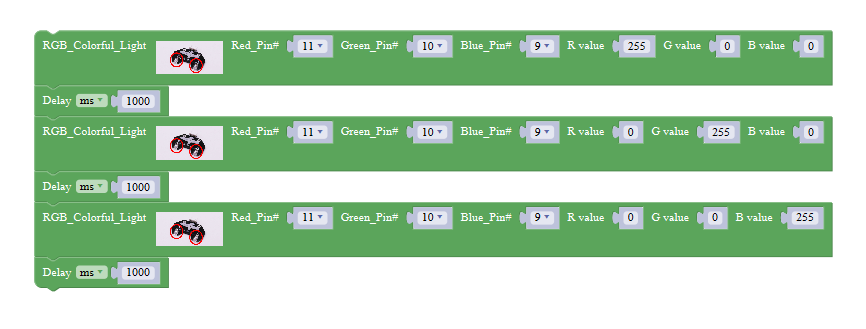 RGB_Colorful_Light Red_Pin# 11 Green_Pin# 10 Blue_Pin# 9 R value 255 G value 0 B value 0
Delay ms 1000
RGB_Colorful_Light Red_Pin# 11 Green_Pin# 10 Blue_Pin# 9 R value 0 G value 255 B value 0
Delay ms 1000
RGB_Colorful_Light Red_Pin# 11 Green_Pin# 10 Blue_Pin# 9 R value 0 G value 0 B value 255
Delay ms 1000